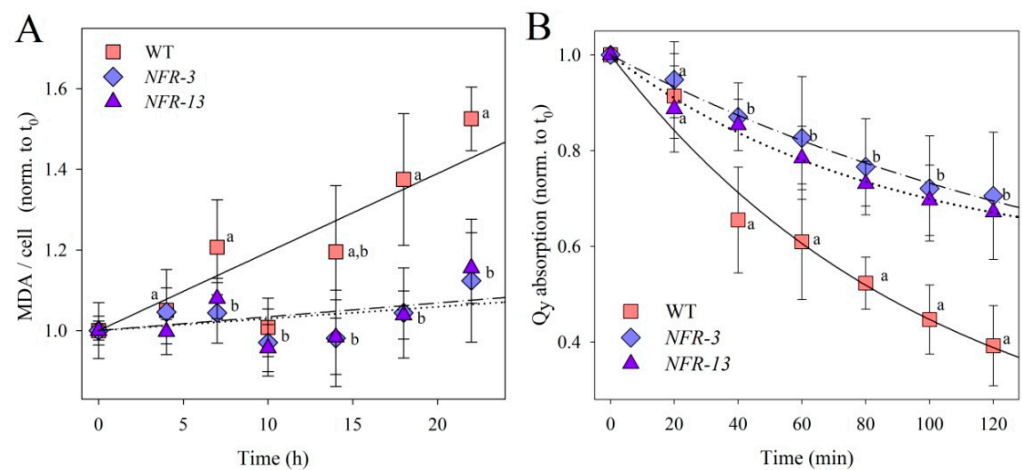 A
MDA / cell (norm. to t0)
WT
NFR-3
NFR-13
1.6
1.4
1.2
1.0
a
a
b
b
a,b
b
a
b
a
b
0 5 10 15 20
Time (h)
B
Qy absorption (norm. to t0)
1.0
0.8
0.6
0.4
a
a
b
b
b
b
b
a
a
a
a
WT
NFR-3
NFR-13
0 20 40 60 80 100 120
Time (min)